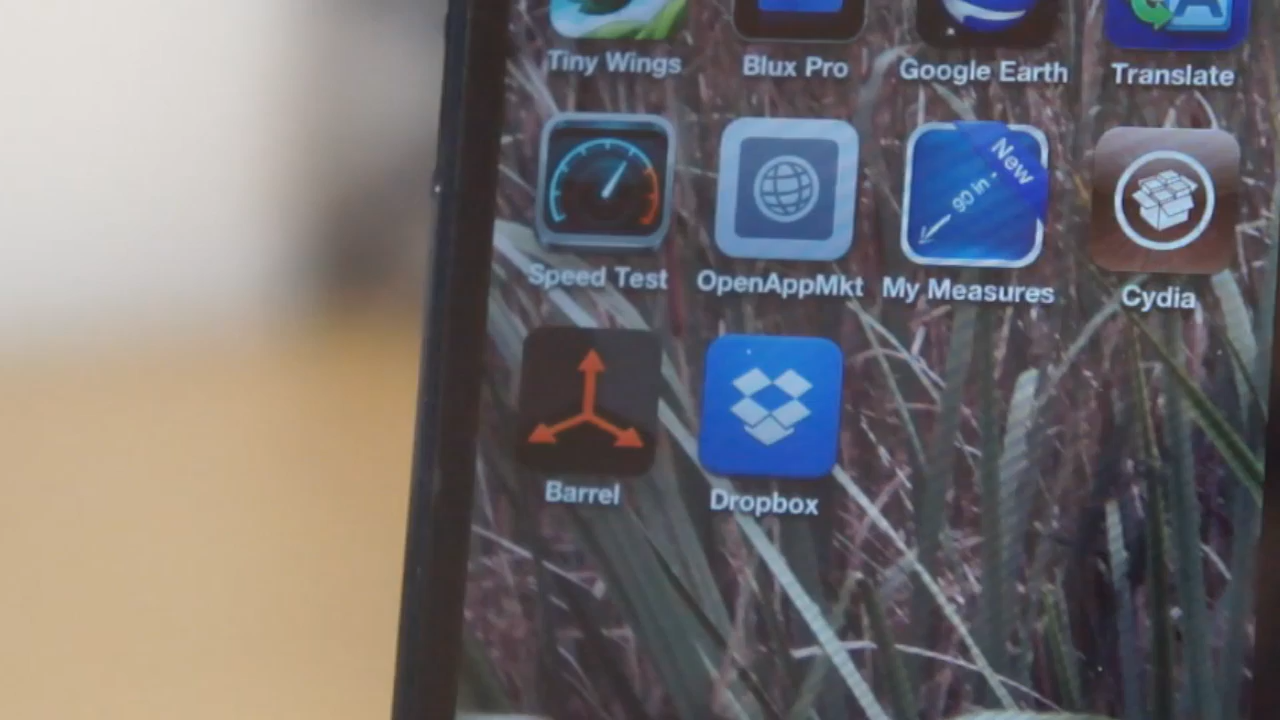 Tiny Wings
Blux Pro
Google Earth
Translate
New
90 in
Speed Test
OpenAppMkt
My Measures
Cydia
Barrel
Dropbox